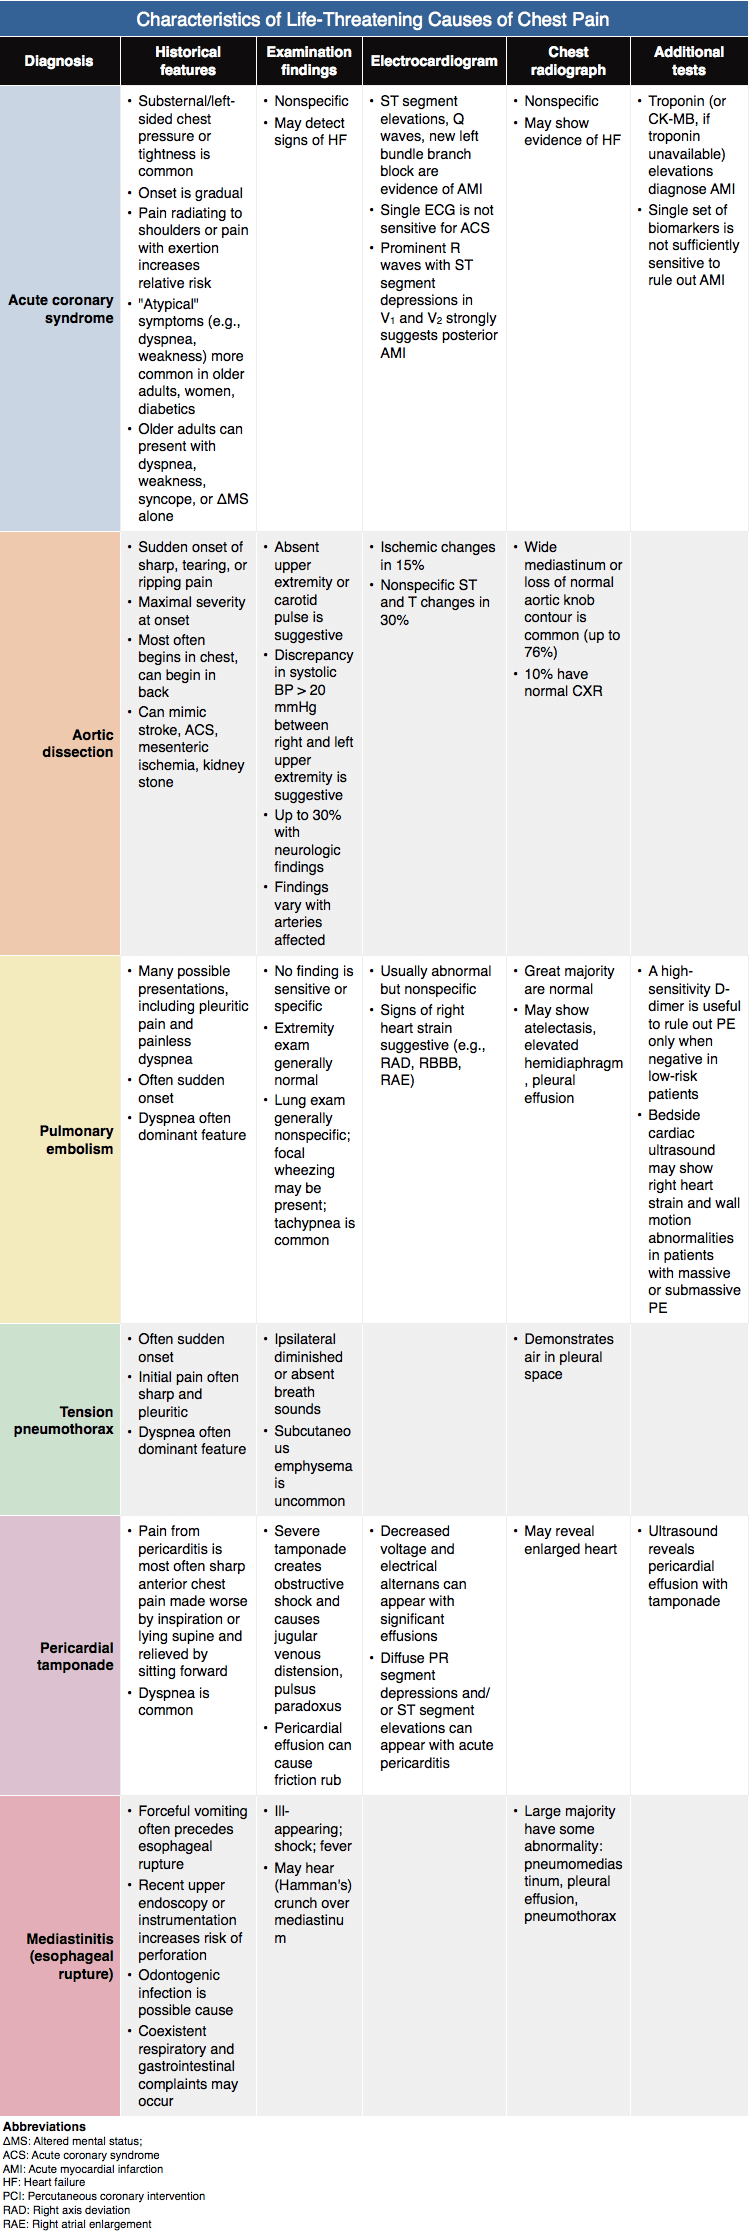 Characteristics of Life-Threatening Causes of Chest Pain
Diagnosis
Historical
features
Examination
findings
Electrocardiogram
Chest
radiograph
Additional
tests
Acute coronary
syndrome
• Substernal/left-
sided chest
pressure or
tightness is
common
• Onset is gradual
• Pain radiating to
shoulders or pain
with exertion
increases
relative risk
• "Atypical"
symptoms (e.g.,
dyspnea,
weakness) more
common in older
adults, women,
diabetics
• Older adults can
present with
dyspnea,
weakness,
syncope, or ΔMS
alone
• Nonspecific
• May detect
signs of HF
• ST segment
elevations, Q
waves, new left
bundle branch
block are
evidence of AMI
• Single ECG is not
sensitive for ACS
• Prominent R
waves with ST
segment
depressions in
V₁ and V₂ strongly
suggests posterior
AMI
• Nonspecific
• May show
evidence of HF
• Troponin (or
CK-MB, if
troponin
unavailable)
elevations
diagnose AMI
• Single set of
biomarkers is
not sufficiently
sensitive to
rule out AMI
Aortic
dissection
• Sudden onset of
sharp, tearing, or
ripping pain
• Maximal severity
at onset
• Most often
begins in chest,
can begin in
back
• Can mimic
stroke, ACS,
mesenteric
ischemia, kidney
stone
• Absent
upper
extremity or
carotid
pulse is
suggestive
• Discrepancy
in systolic
BP > 20
mmHg
between
right and left
upper
extremity is
suggestive
• Up to 30%
with
neurologic
findings
• Findings
vary with
arteries
affected
• Ischemic changes
in 15%
• Nonspecific ST
and T changes in
30%
• Wide
mediastinum or
loss of normal
aortic knob
contour is
common (up to
76%)
• 10% have
normal CXR
Pulmonary
embolism
• Many possible
presentations,
including pleuritic
pain and
painless
dyspnea
• Often sudden
onset
• Dyspnea often
dominant feature
• No finding is
sensitive or
specific
• Extremity
exam
generally
normal
• Lung exam
generally
nonspecific;
focal
wheezing
may be
present;
tachypnea is
common
• Usually abnormal
but nonspecific
• Signs of right
heart strain
suggestive (e.g.,
RAD, RBBB,
RAE)
• Great majority
are normal
• May show
atelectasis,
elevated
hemidiaphragm
, pleural
effusion
• A high-
sensitivity D-
dimer is useful
to rule out PE
only when
negative in
low-risk
patients
• Bedside
cardiac
ultrasound
may show
right heart
strain and wall
motion
abnormalities
in patients
with massive
or submassive
PE
Tension
pneumothorax
• Often sudden
onset
• Initial pain often
sharp and
pleuritic
• Dyspnea often
dominant feature
• Ipsilateral
diminished
or absent
breath
sounds
• Subcutaneo
us
emphysema
is
uncommon
• Demonstrates
air in pleural
space
Pericardial
tamponade
• Pain from
pericarditis is
most often sharp
anterior chest
pain made worse
by inspiration or
lying supine and
relieved by
sitting forward
• Dyspnea is
common
• Severe
tamponade
creates
obstructive
shock and
causes
jugular
venous
distension,
pulsus
paradoxus
• Pericardial
effusion can
cause
friction rub
• Decreased
voltage and
electrical
alternans can
appear with
significant
effusions
• Diffuse PR
segment
depressions and/
or ST segment
elevations can
appear with acute
pericarditis
• May reveal
enlarged heart
• Ultrasound
reveals
pericardial
effusion with
tamponade
Mediastinitis
(esophageal
rupture)
• Forceful vomiting
often precedes
esophageal
rupture
• Recent upper
endoscopy or
instrumentation
increases risk of
perforation
• Odontogenic
infection is
possible cause
• Coexistent
respiratory and
gastrointestinal
complaints may
occur
• Ill-
appearing;
shock; fever
• May hear
(Hamman's)
crunch over
mediastinu
m
• Large majority
have some
abnormality:
pneumomedias
tinum, pleural
effusion,
pneumothorax
Abbreviations
ΔMS: Altered mental status;
ACS: Acute coronary syndrome
AMI: Acute myocardial infarction
HF: Heart failure
PCI: Percutaneous coronary intervention
RAD: Right axis deviation
RAE: Right atrial enlargement